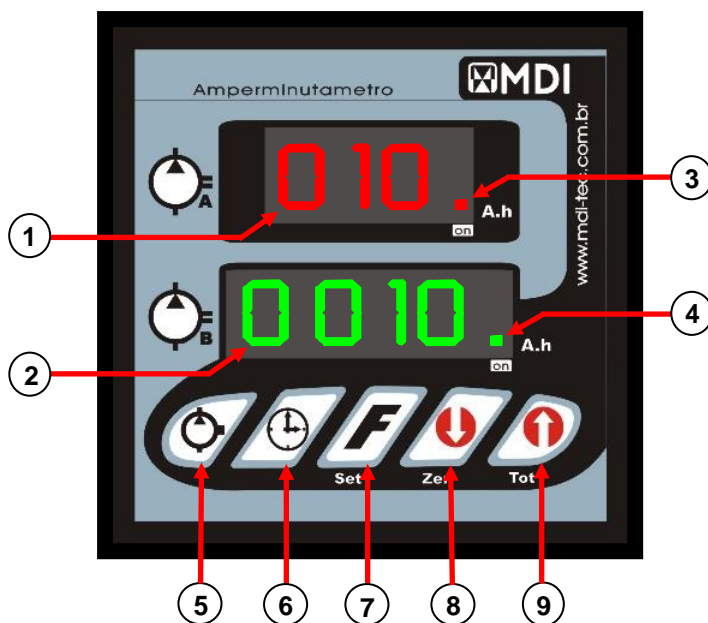 MDI
AmperMinutametro
www.mdi-tec.com.br
010.
3
A
A.h
1
on
0010.
4
B
A.h
2
on
F
Set
Tot
5 6 7 8 9